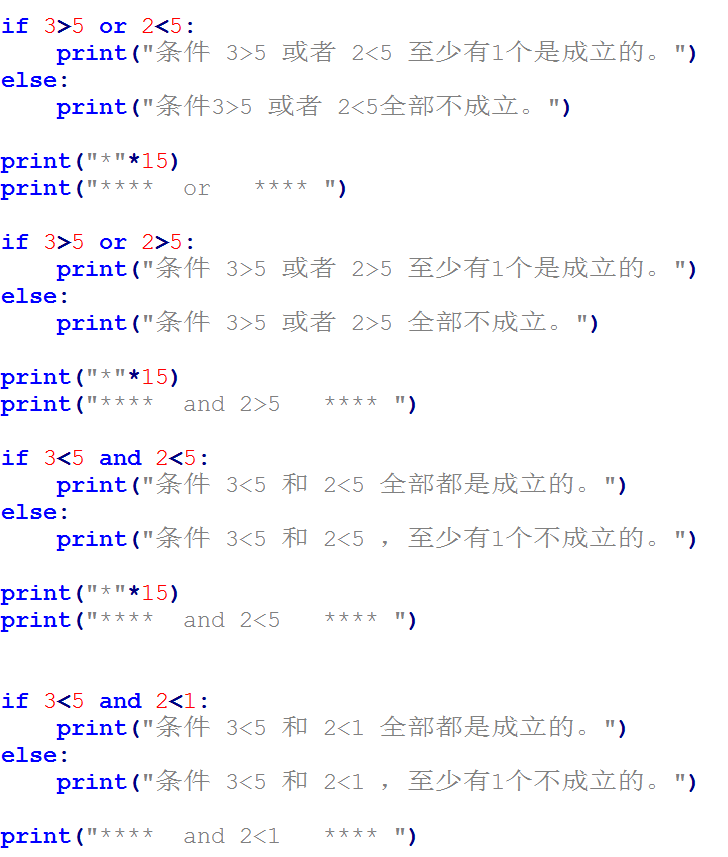 if 3>5 or 2<5:
    print("条件 3>5 或者 2<5 至少有1个是成立的。")
else:
    print("条件3>5 或者 2<5全部不成立。")
print("*"*15)
print("****  or   **** ")
if 3>5 or 2>5:
    print("条件 3>5 或者 2>5 至少有1个是成立的。")
else:
    print("条件 3>5 或者 2>5 全部不成立。")
print("*"*15)
print("****  and 2>5   **** ")
if 3<5 and 2<5:
    print("条件 3<5 和 2<5 全部都是成立的。")
else:
    print("条件 3<5 和 2<5 ，至少有1个不成立的。")
print("*"*15)
print("****  and 2<5   **** ")
if 3<5 and 2<1:
    print("条件 3<5 和 2<1 全部都是成立的。")
else:
    print("条件 3<5 和 2<1 ，至少有1个不成立的。")
print("****  and 2<1   **** ")